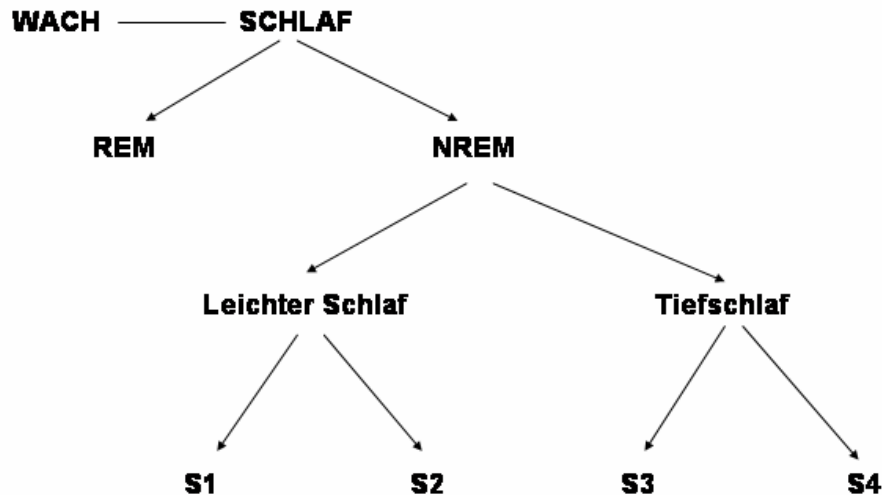 WACH SCHLAF
REM NREM
Leichter Schlaf Tiefschlaf
S1 S2 S3 S4